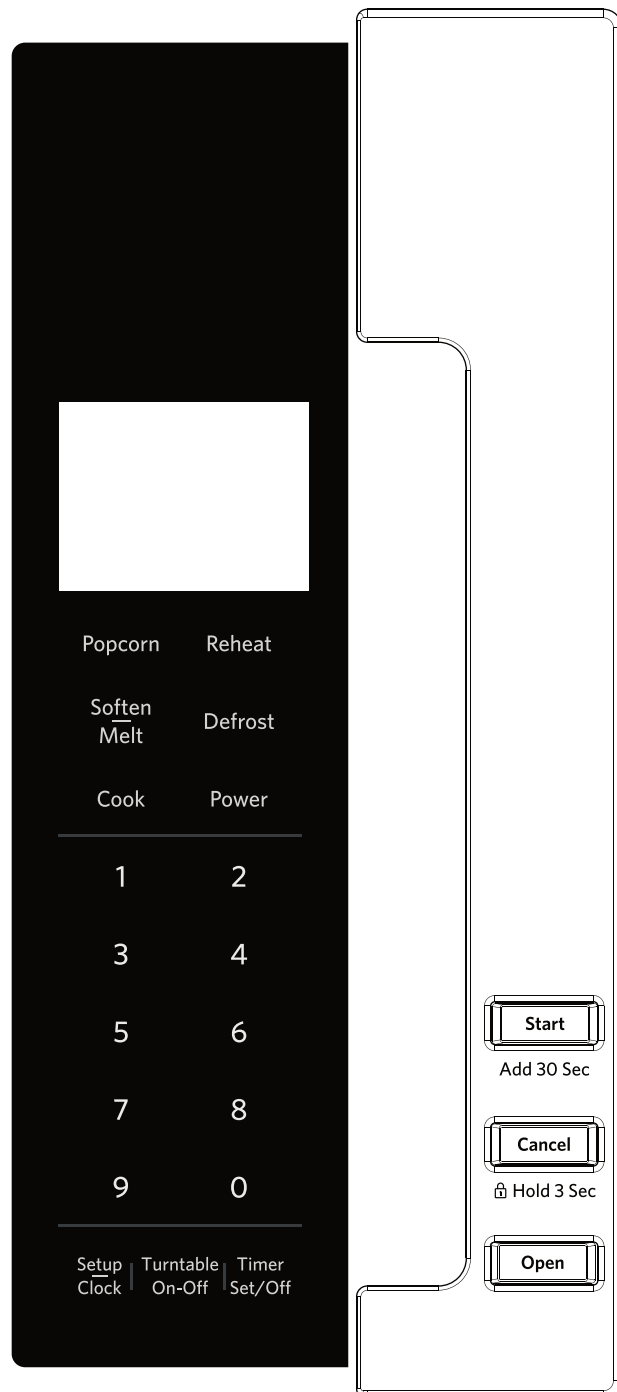 Popcorn Reheat
Soften
Melt
Defrost
Cook Power
1 2
3 4
5 6
7 8
9 0
Setup
Clock
Turntable
On-Off
Timer
Set/Off
Start
Add 30 Sec
Cancel
Hold 3 Sec
Open